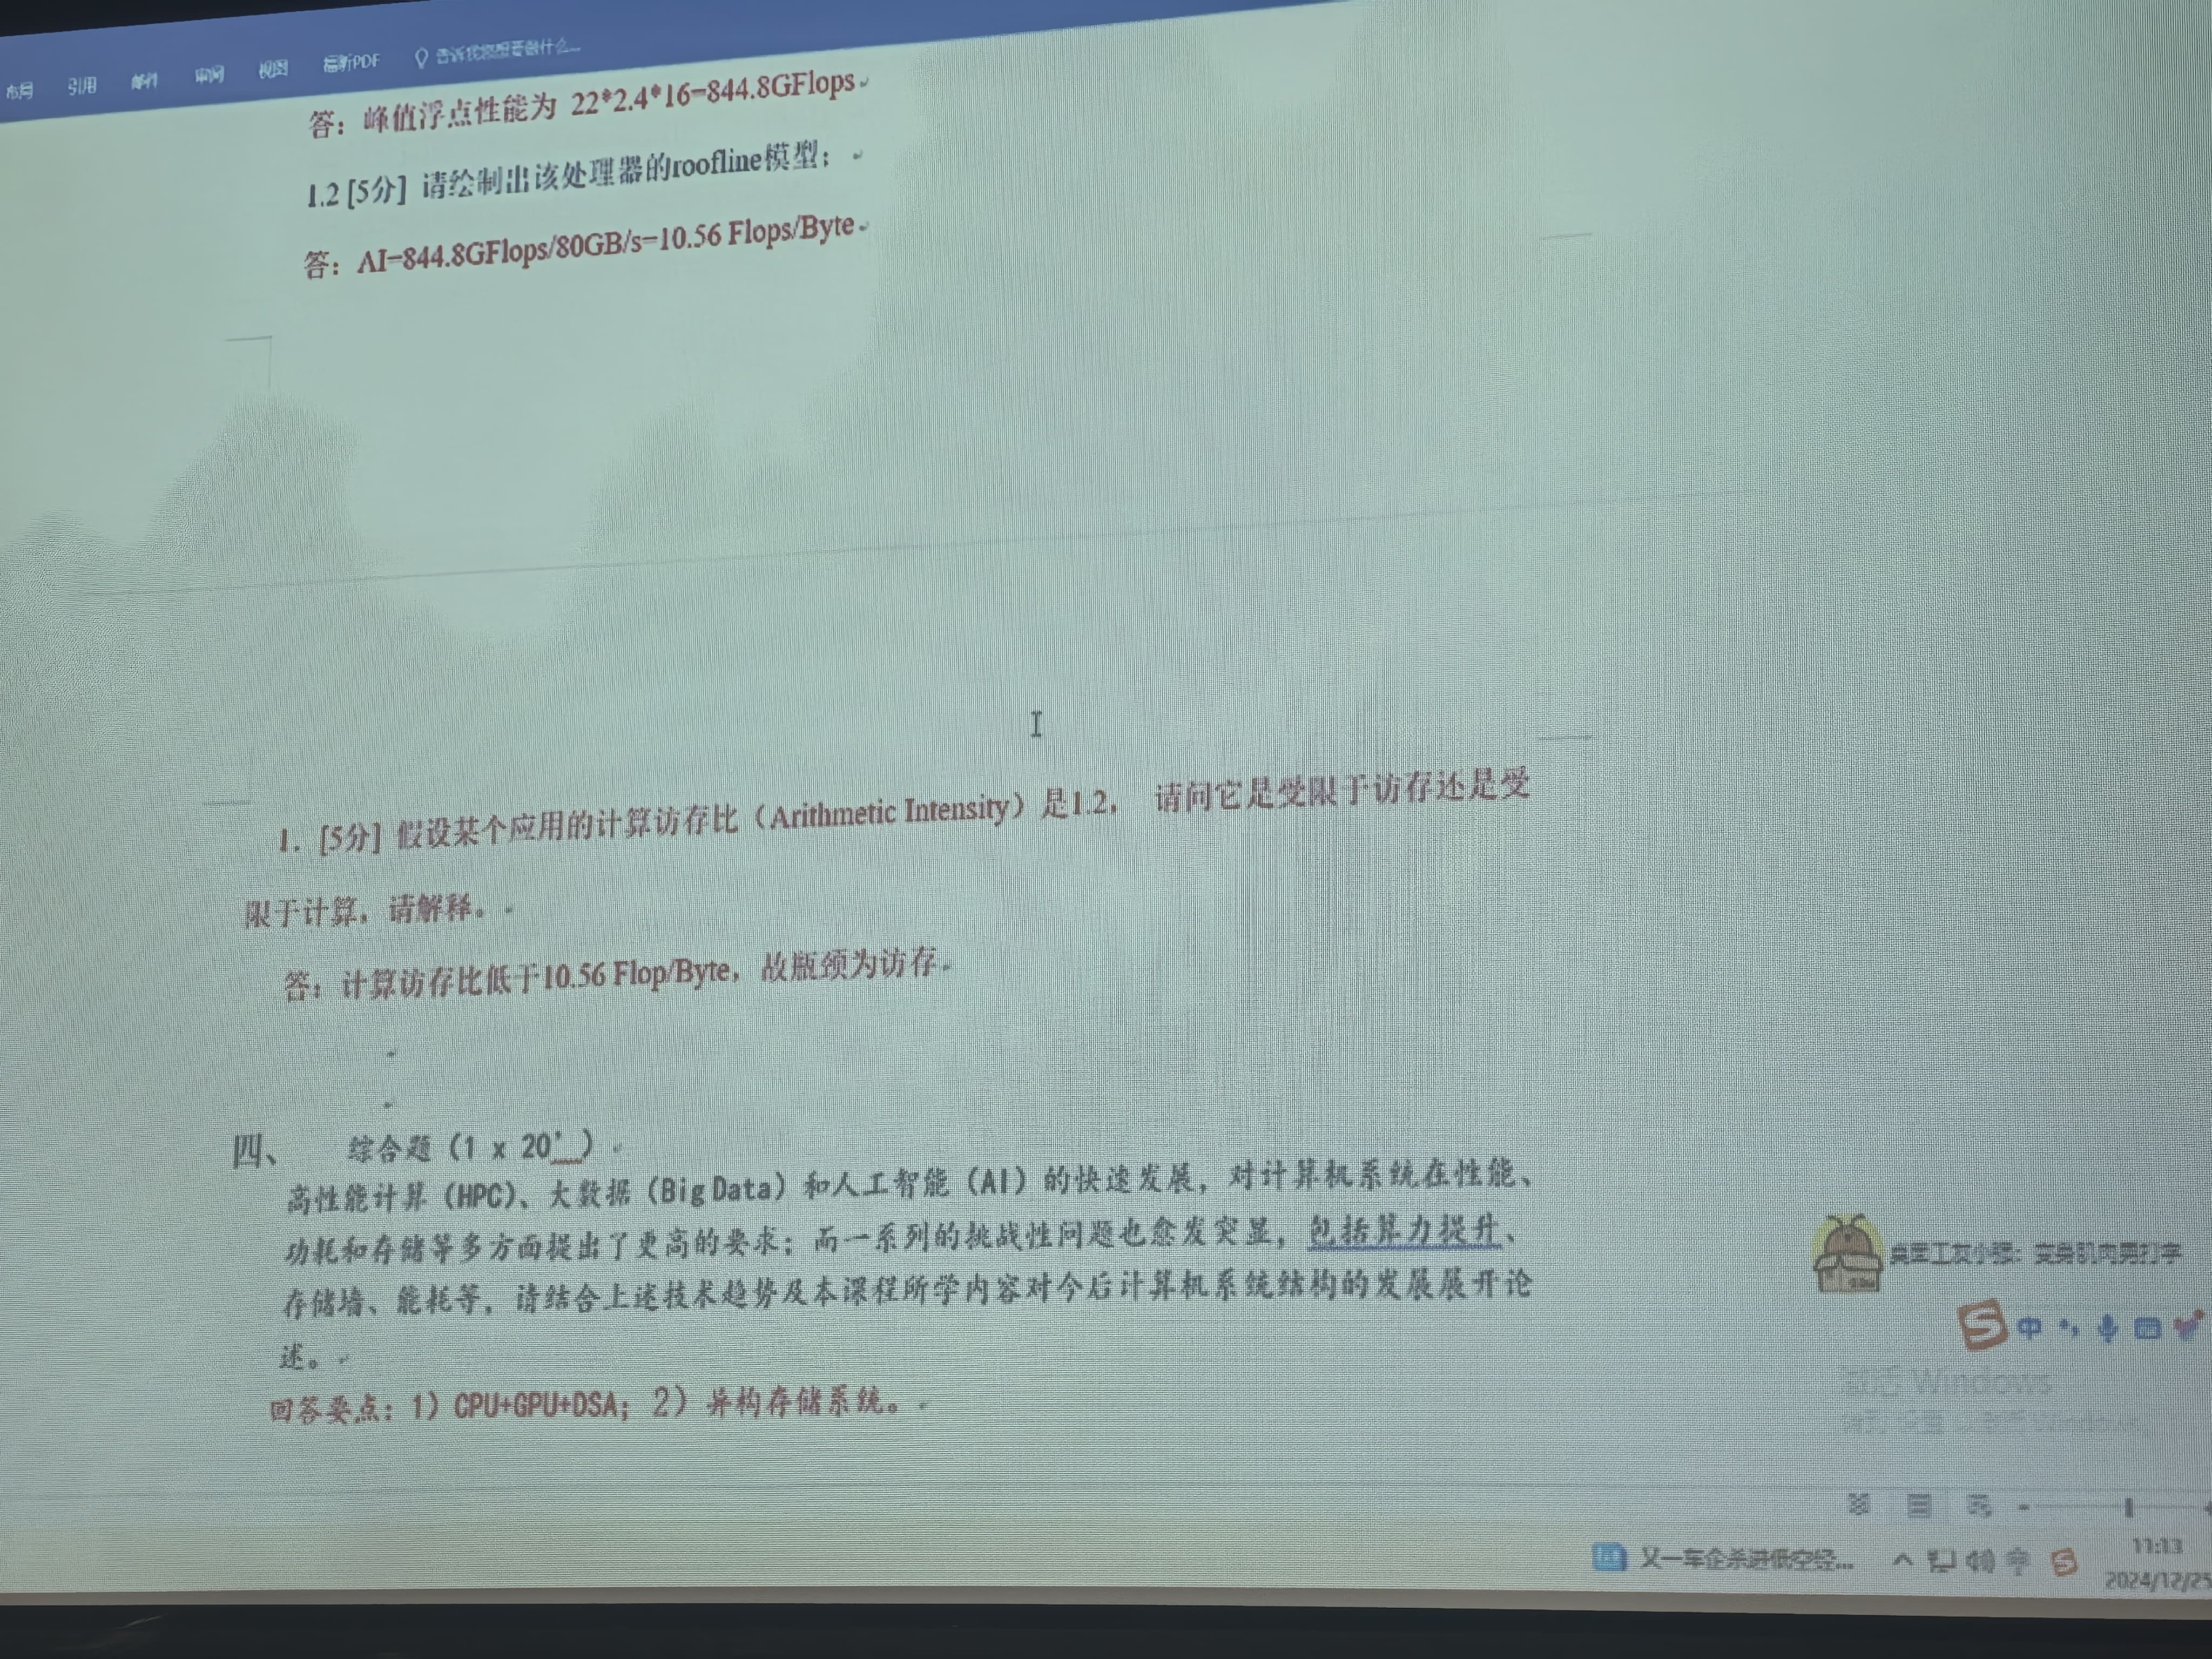 布局 引用 邮件 审阅 视图 福昕PDF 告诉我您想要做什么...
答：峰值浮点性能为 22*2.4*16=844.8GFlops
1.2 [5分] 请绘制出该处理器的roofline模型；
答：AI=844.8GFlops/80GB/s=10.56 Flops/Byte
1. [5分] 假设某个应用的计算访存比（Arithmetic Intensity）是1.2， 请问它是受限于访存还是受
限于计算，请解释。
答：计算访存比低于10.56 Flop/Byte，故瓶颈为访存。
四、 综合题（1 x 20'__）
高性能计算（HPC）、大数据（Big Data）和人工智能（AI）的快速发展，对计算机系统在性能、
功耗和存储等多方面提出了更高的要求；而一系列的挑战性问题也愈发突显，包括算力提升、
存储墙、能耗等，请结合上述技术趋势及本课程所学内容对今后计算机系统结构的发展展开论
述。
回答要点：1）CPU+GPU+DSA；2）异构存储系统。
中
激活 Windows
又一车企杀进低空经...
中
11:13
2024/12/25